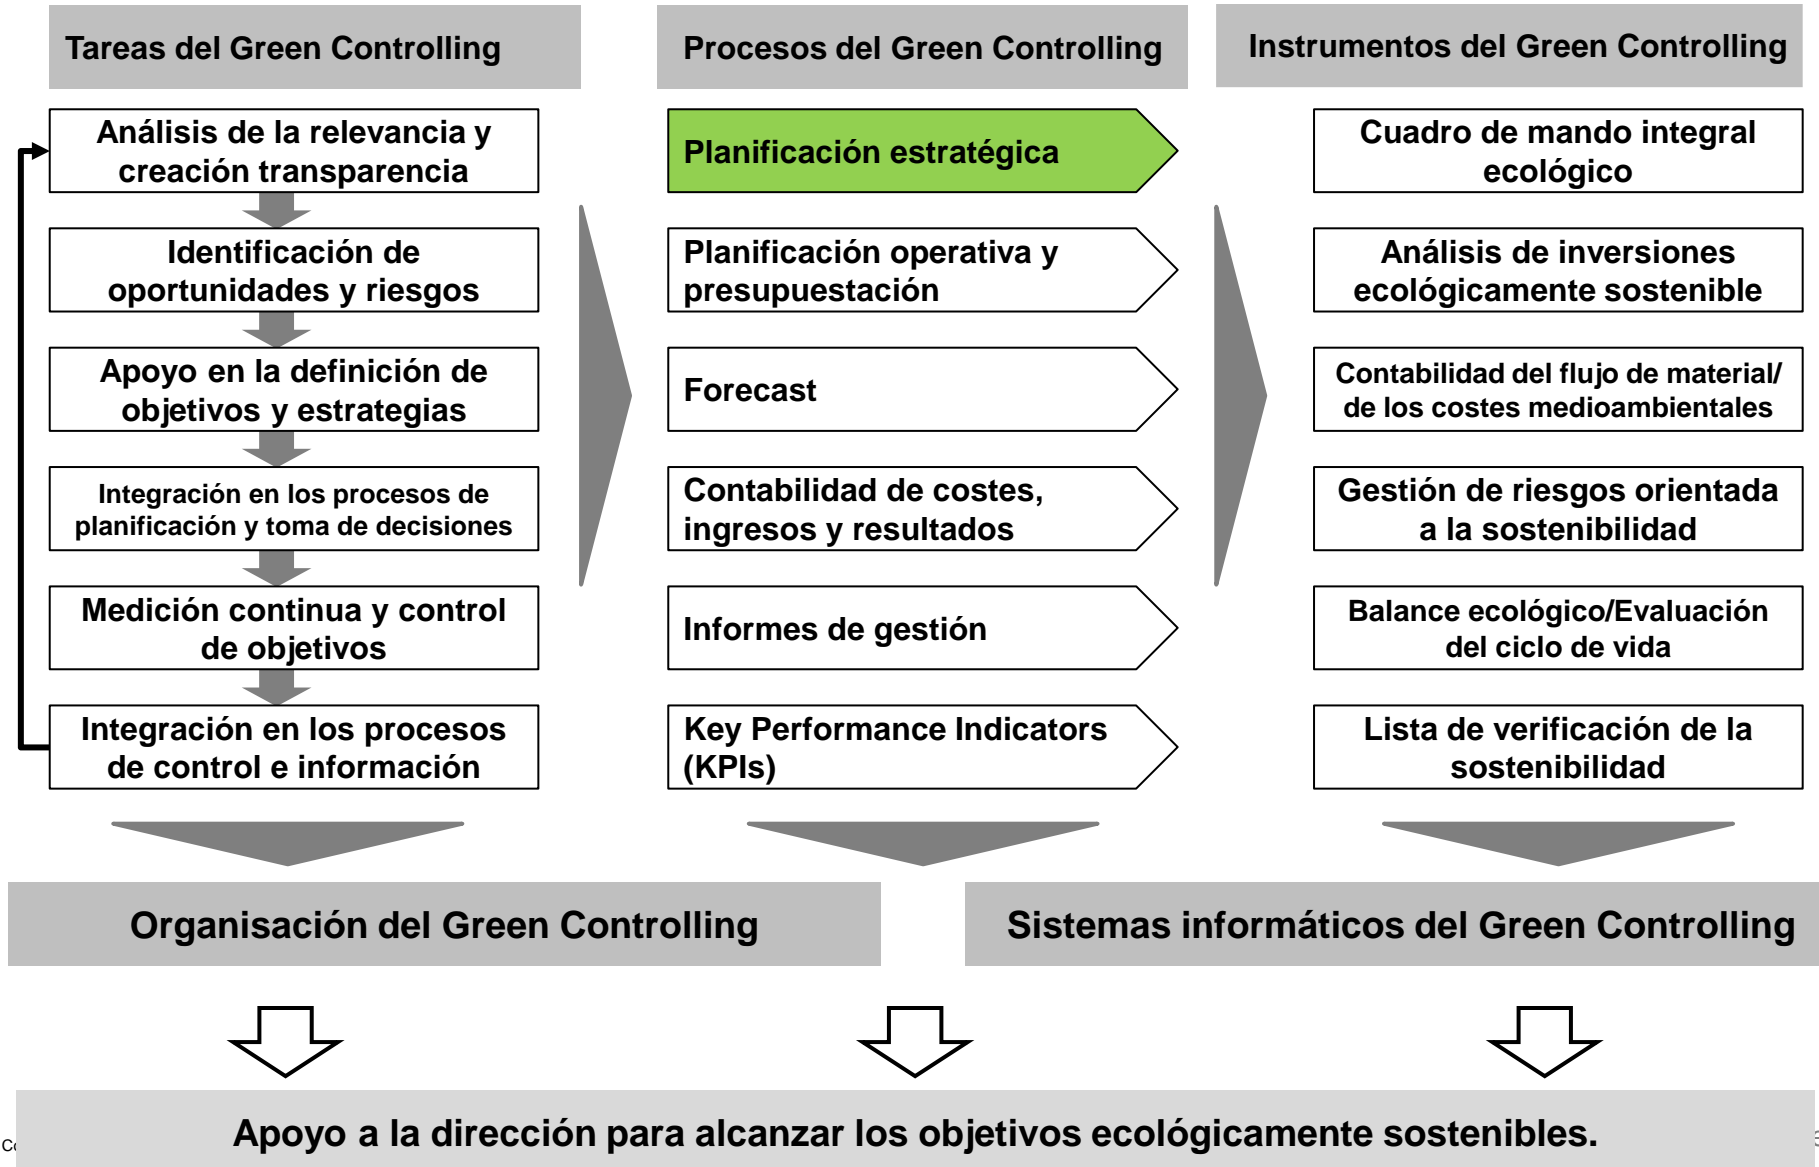 Tareas del Green Controlling
Procesos del Green Controlling
Instrumentos del Green Controlling
Análisis de la relevancia y
creación transparencia
Identificación de
oportunidades y riesgos
Apoyo en la definición de
objetivos y estrategias
Integración en los procesos de
planificación y toma de decisiones
Medición continua y control
de objetivos
Integración en los procesos
de control e información
Planificación estratégica
Planificación operativa y
presupuestación
Forecast
Contabilidad de costes,
ingresos y resultados
Informes de gestión
Key Performance Indicators
(KPIs)
Cuadro de mando integral
ecológico
Análisis de inversiones
ecológicamente sostenible
Contabilidad del flujo de material/
de los costes medioambientales
Gestión de riesgos orientada
a la sostenibilidad
Balance ecológico/Evaluación
del ciclo de vida
Lista de verificación de la
sostenibilidad
Organisación del Green Controlling
Sistemas informáticos del Green Controlling
Apoyo a la dirección para alcanzar los objetivos ecológicamente sostenibles.